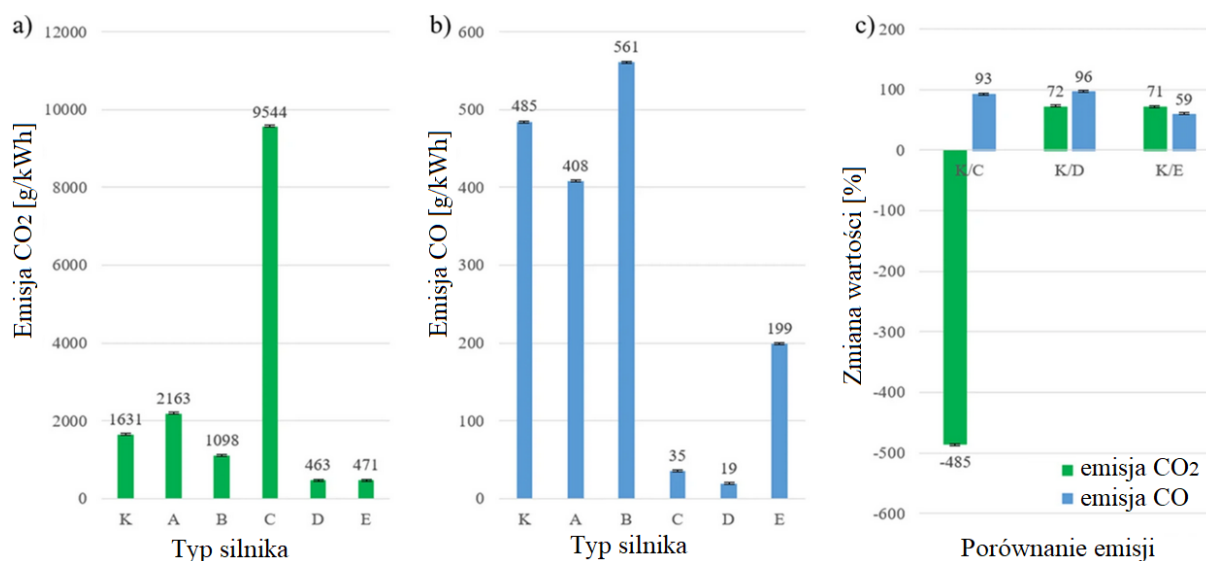 a)
12000
10000
8000
6000
4000
2000
0
Emisja CO2 [g/kWh]
1631
2163
1098
9544
463
471
K A B C D E
Typ silnika
b)
600
500
400
300
200
100
0
Emisja CO [g/kWh]
485
408
561
35
19
199
K A B C D E
Typ silnika
c)
200
100
0
-100
-200
-300
-400
-500
-600
Zmiana wartości [%]
93
72
96
71
59
-485
K/C K/D K/E
emisja CO2
emisja CO
Porównanie emisji